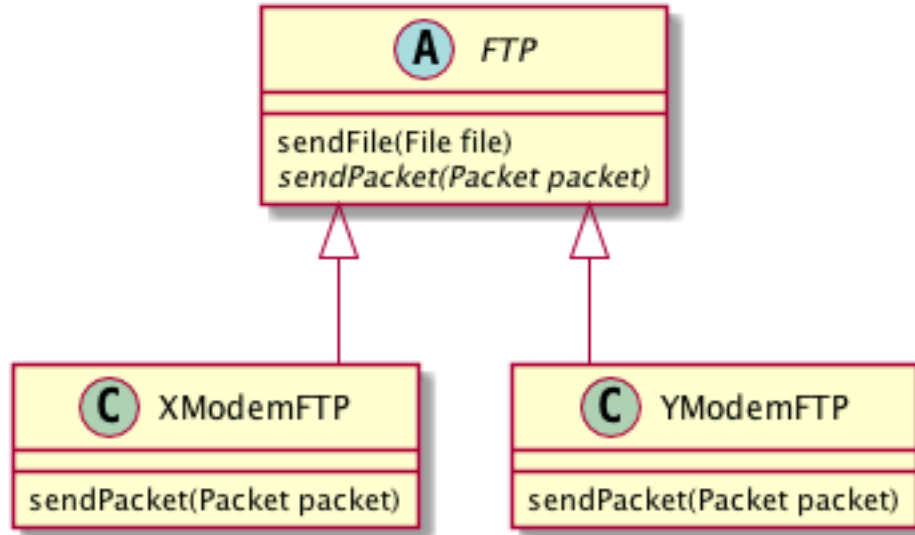 A FTP
sendFile(File file)
sendPacket(Packet packet)
C XModemFTP
sendPacket(Packet packet)
C YModemFTP
sendPacket(Packet packet)